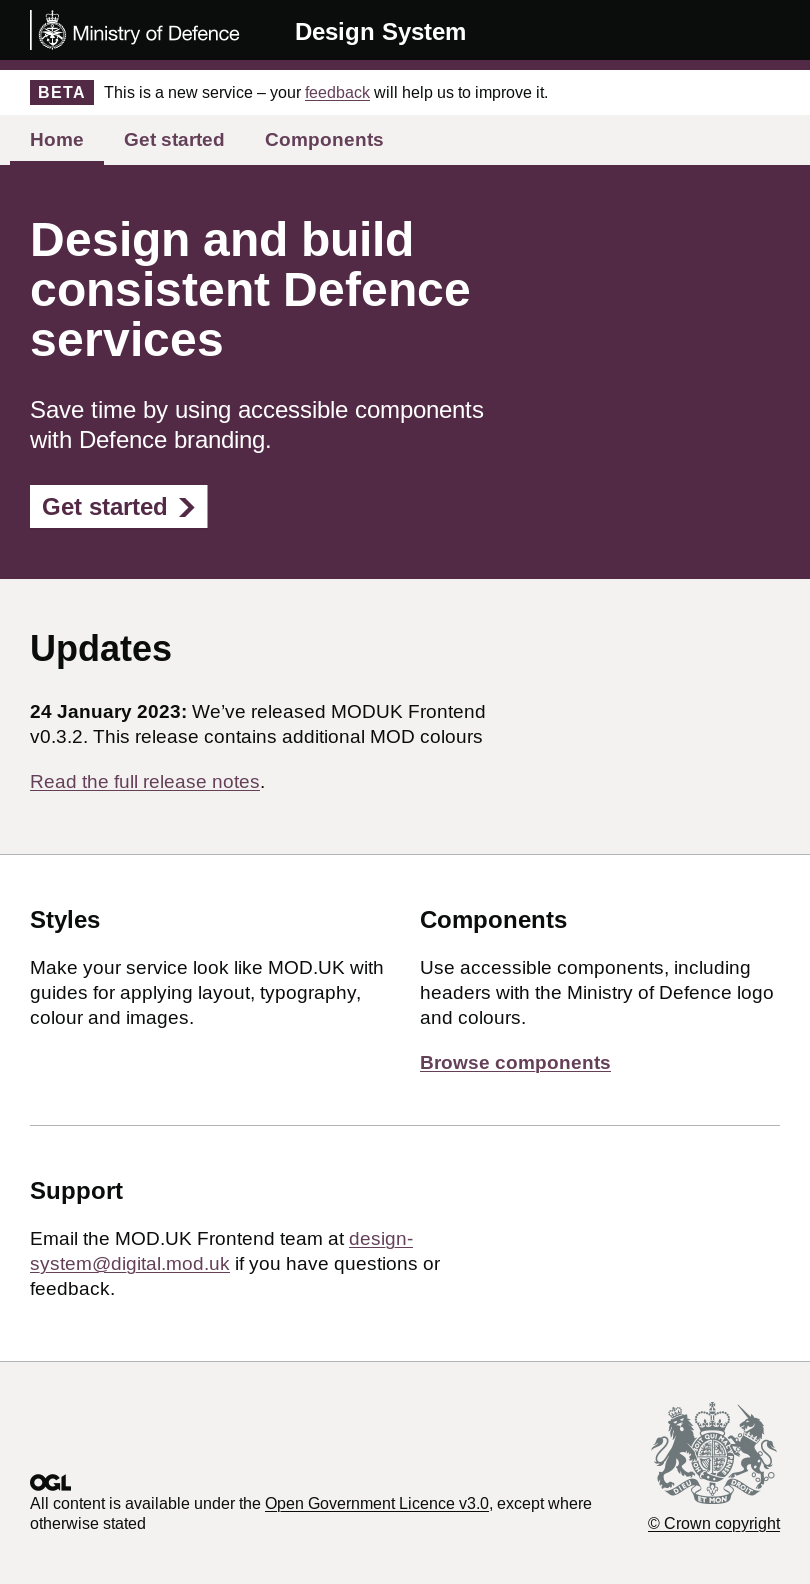 Ministry of Defence
Design System
BETA This is a new service – your feedback will help us to improve it.
Home Get started Components
Design and build
consistent Defence
services
Save time by using accessible components
with Defence branding.
Get started
Updates
24 January 2023: We’ve released MODUK Frontend
v0.3.2. This release contains additional MOD colours
Read the full release notes.
Styles
Make your service look like MOD.UK with
guides for applying layout, typography,
colour and images.
Components
Use accessible components, including
headers with the Ministry of Defence logo
and colours.
Browse components
Support
Email the MOD.UK Frontend team at design-
system@digital.mod.uk if you have questions or
feedback.
OGL
All content is available under the Open Government Licence v3.0, except where
otherwise stated
DIEU ET MON DROIT
© Crown copyright